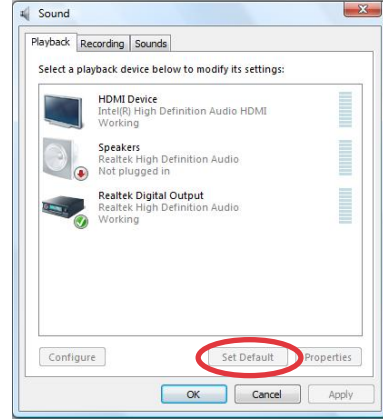 Sound
Playback Recording Sounds
Select a playback device below to modify its settings:
HDMI Device
Intel(R) High Definition Audio HDMI
Working
Speakers
Realtek High Definition Audio
Not plugged in
Realtek Digital Output
Realtek High Definition Audio
Working
Configure Set Default Properties
OK Cancel Apply